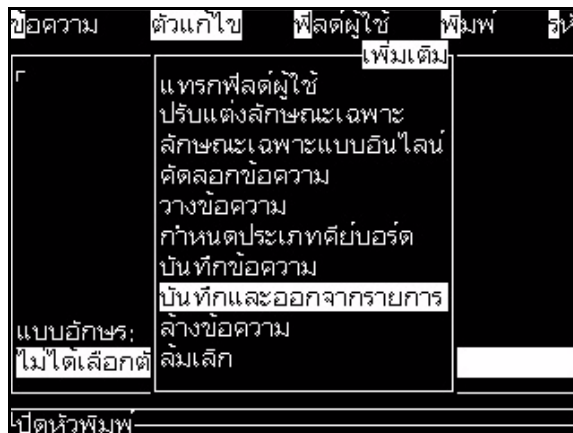 ข้อความ ตัวแก้ไข ฟิลด์ผู้ใช้ พิมพ์
เพิ่มเติม
แทรกฟิลด์ผู้ใช้
ปรับแต่งลักษณะเฉพาะ
ลักษณะเฉพาะแบบอินไลน์
คัดลอกข้อความ
วางข้อความ
กำหนดประเภทคีย์บอร์ด
บันทึกข้อความ
บันทึกและออกจากรายการ
แบบอักษร: ล้างข้อความ
ไม่ได้เลือกตั ล้มเลิก
ปิดหัวพิมพ์